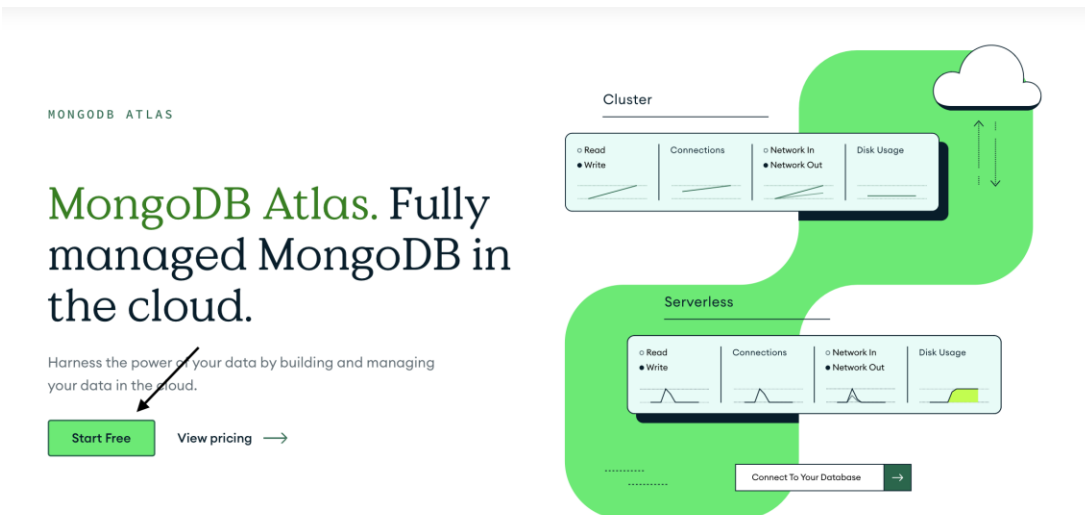 MONGODB ATLAS
MongoDB Atlas. Fully
managed MongoDB in
the cloud.
Harness the power of your data by building and managing
your data in the cloud.
Start Free
View pricing
Cluster
Read
Write
Connections
Network In
Network Out
Disk Usage
Serverless
Read
Write
Connections
Network In
Network Out
Disk Usage
Connect To Your Database